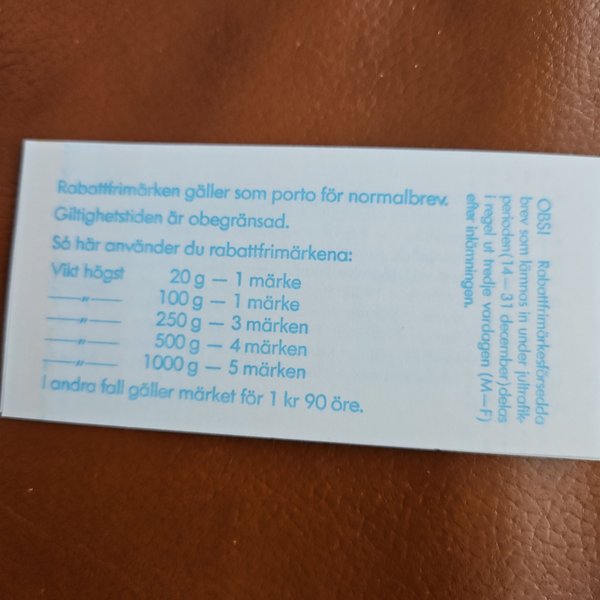 Rabattfrimärken gäller som porto för normalbrev.
Giltighetstiden är obegränsad.
Så här använder du rabattfrimärkena:
Vikt högst 20 g — 1 märke
—„— 100 g — 1 märke
—„— 250 g — 3 märken
—„— 500 g — 4 märken
—„— 1000 g — 5 märken
I andra fall gäller märket för 1 kr 90 öre.
OBS! Rabattfrimärkesförsedda
brev som lämnas in under jultrafik-
perioden (14—31 december) delas
i regel ut tredje vardagen (M—F)
efter inlämningen.